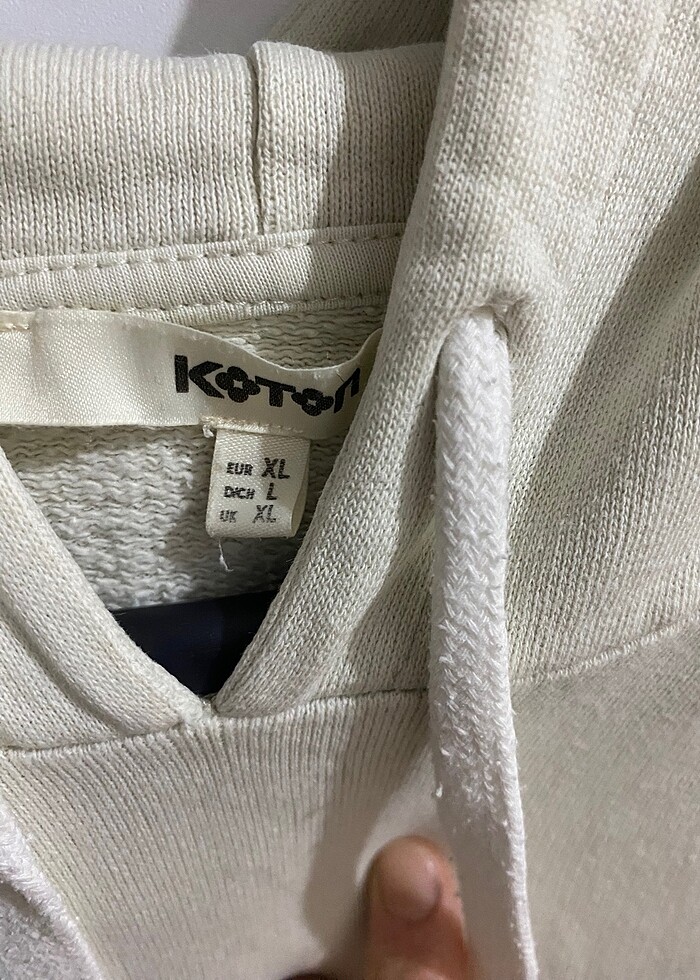 KOTON
EUR XL
D/CH L
UK XL